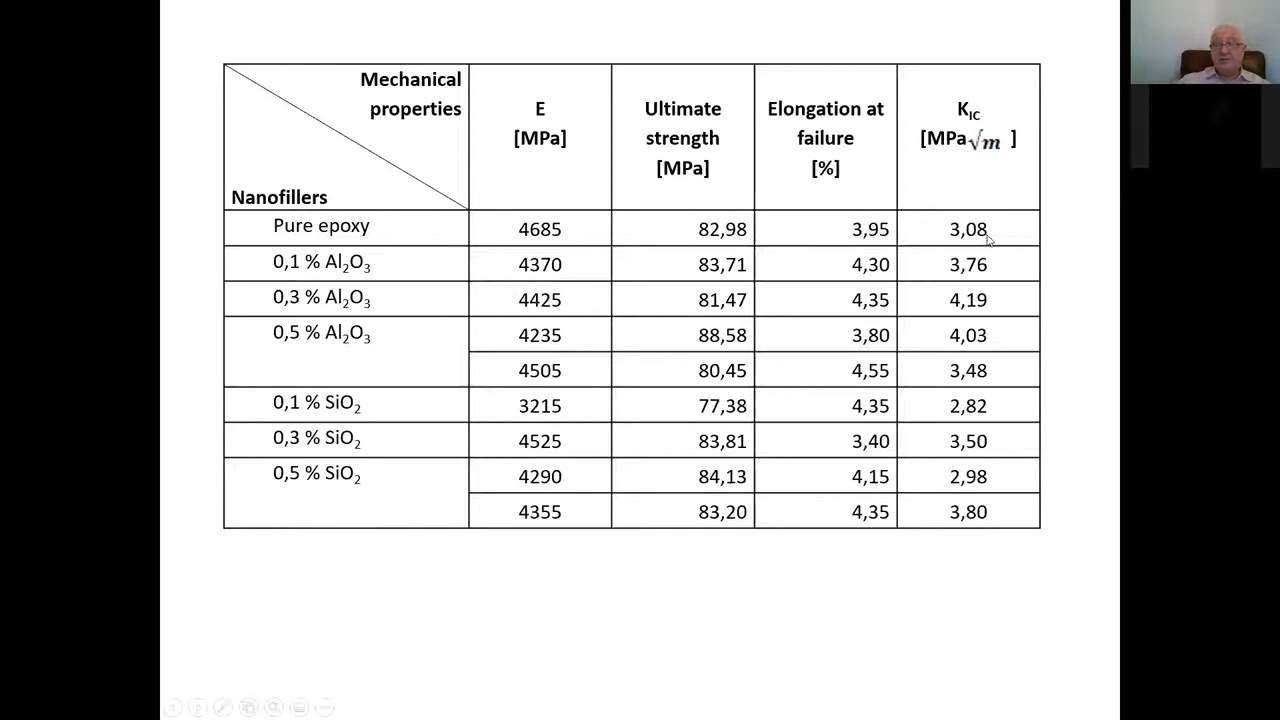 Mechanical properties
Nanofillers
E [MPa]
Ultimate strength [MPa]
Elongation at failure [%]
K_IC [MPa√m ]
Pure epoxy 4685 82,98 3,95 3,08
0,1 % Al₂O₃ 4370 83,71 4,30 3,76
0,3 % Al₂O₃ 4425 81,47 4,35 4,19
0,5 % Al₂O₃ 4235 88,58 3,80 4,03
4505 80,45 4,55 3,48
0,1 % SiO₂ 3215 77,38 4,35 2,82
0,3 % SiO₂ 4525 83,81 3,40 3,50
0,5 % SiO₂ 4290 84,13 4,15 2,98
4355 83,20 4,35 3,80